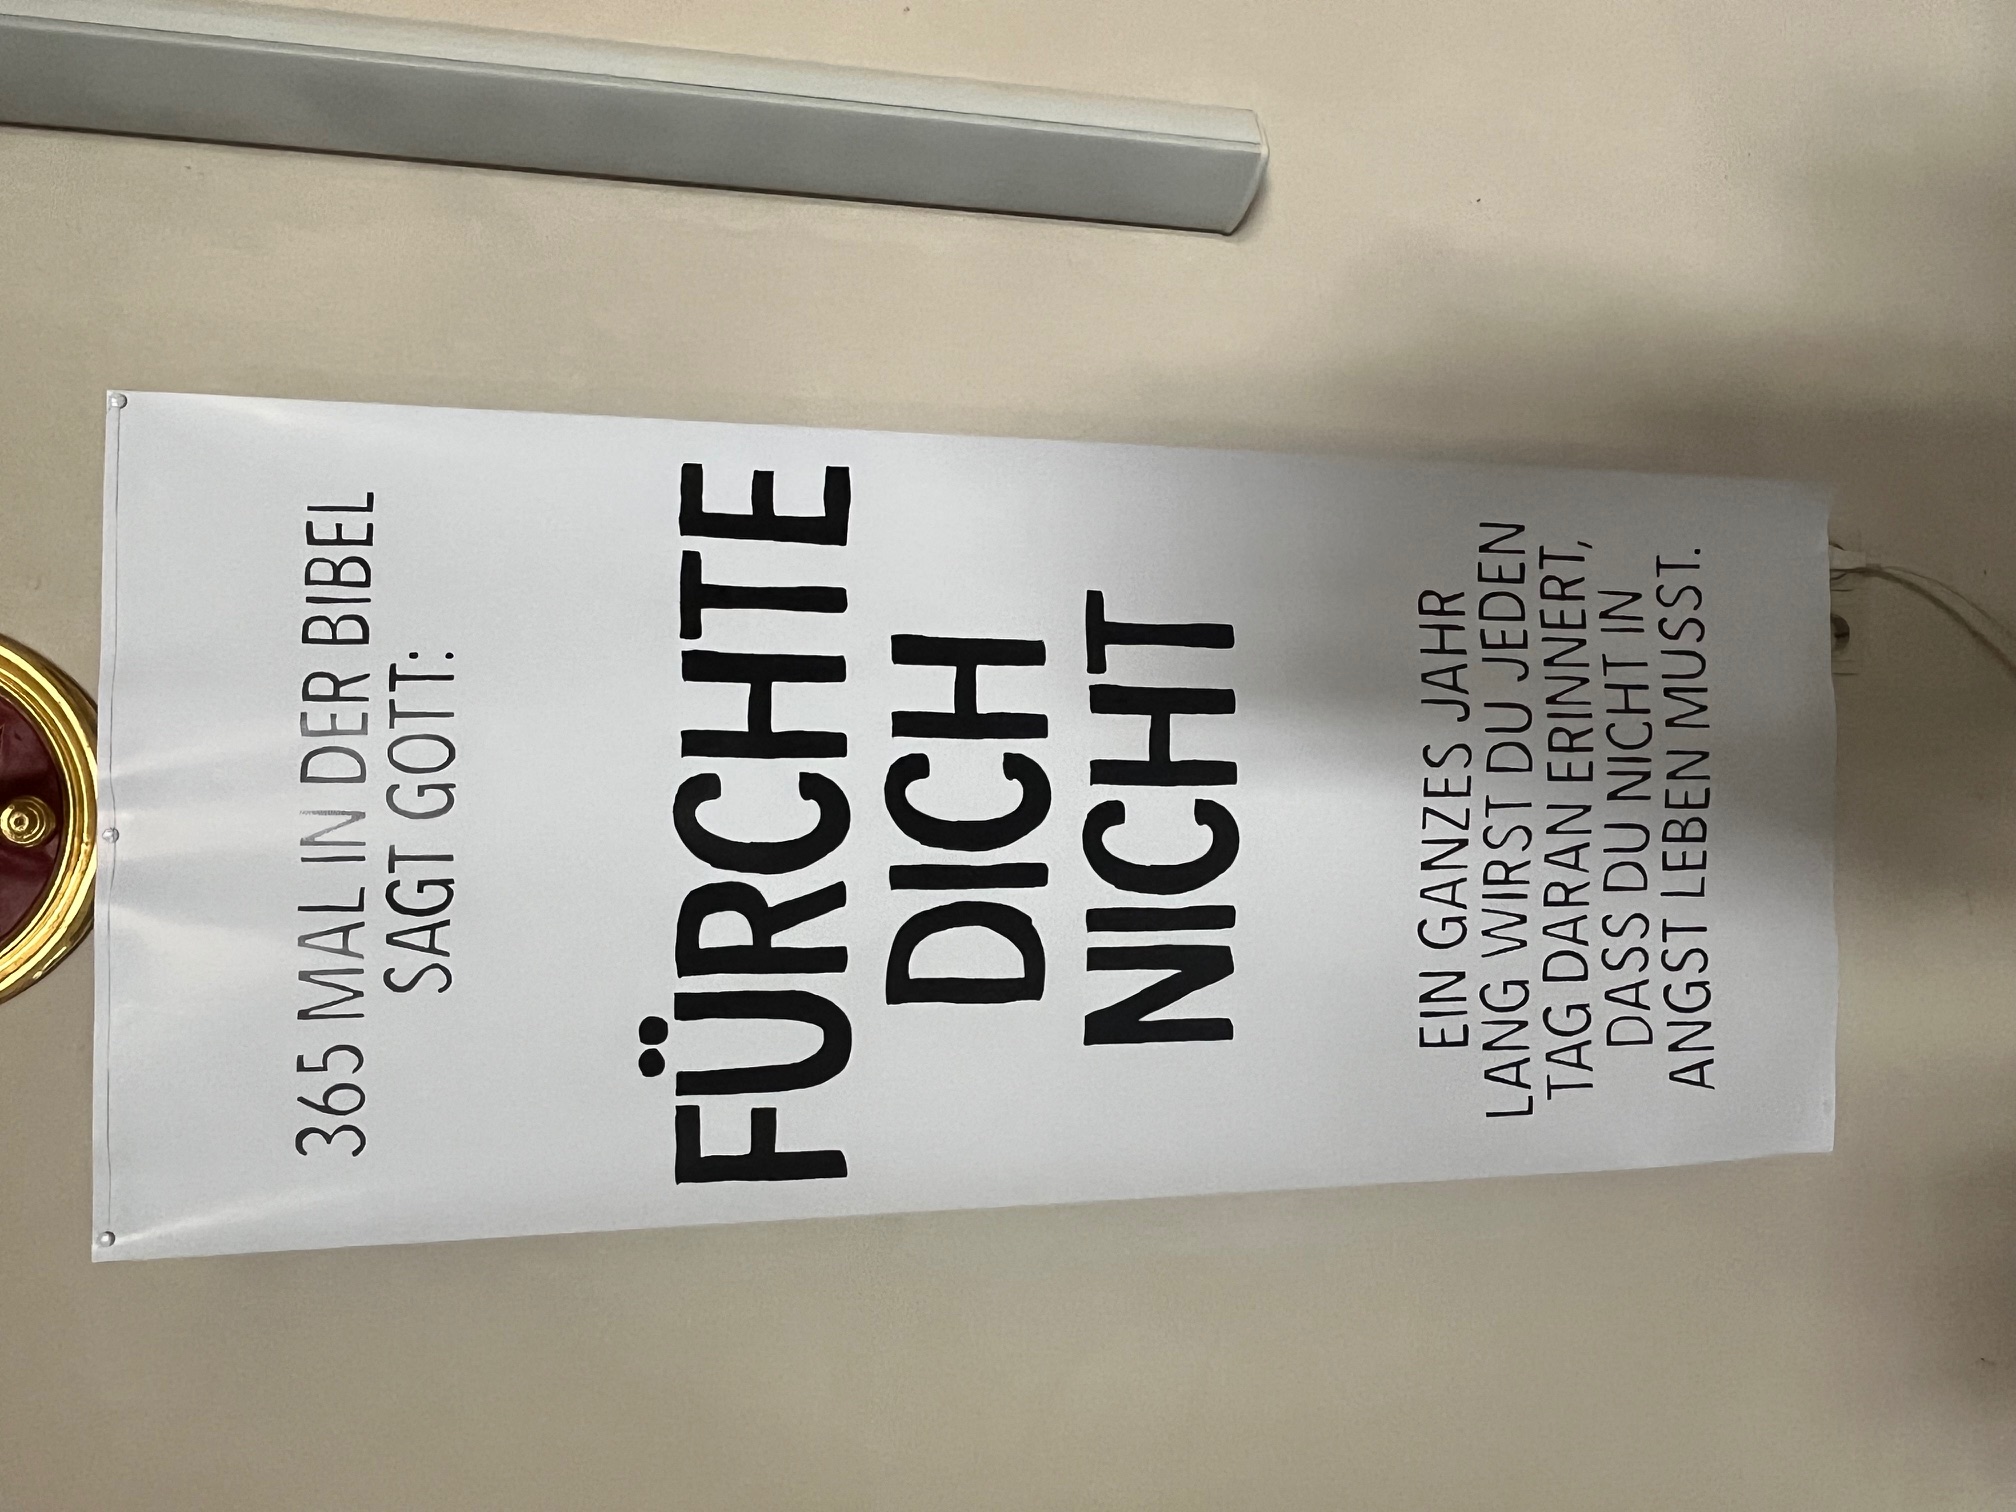 365 MAL IN DER BIBEL
SAGT GOTT:
FÜRCHTE
DICH
NICHT
EIN GANZES JAHR
LANG WIRST DU JEDEN
TAG DARAN ERINNERT,
DASS DU NICHT IN
ANGST LEBEN MUSST.